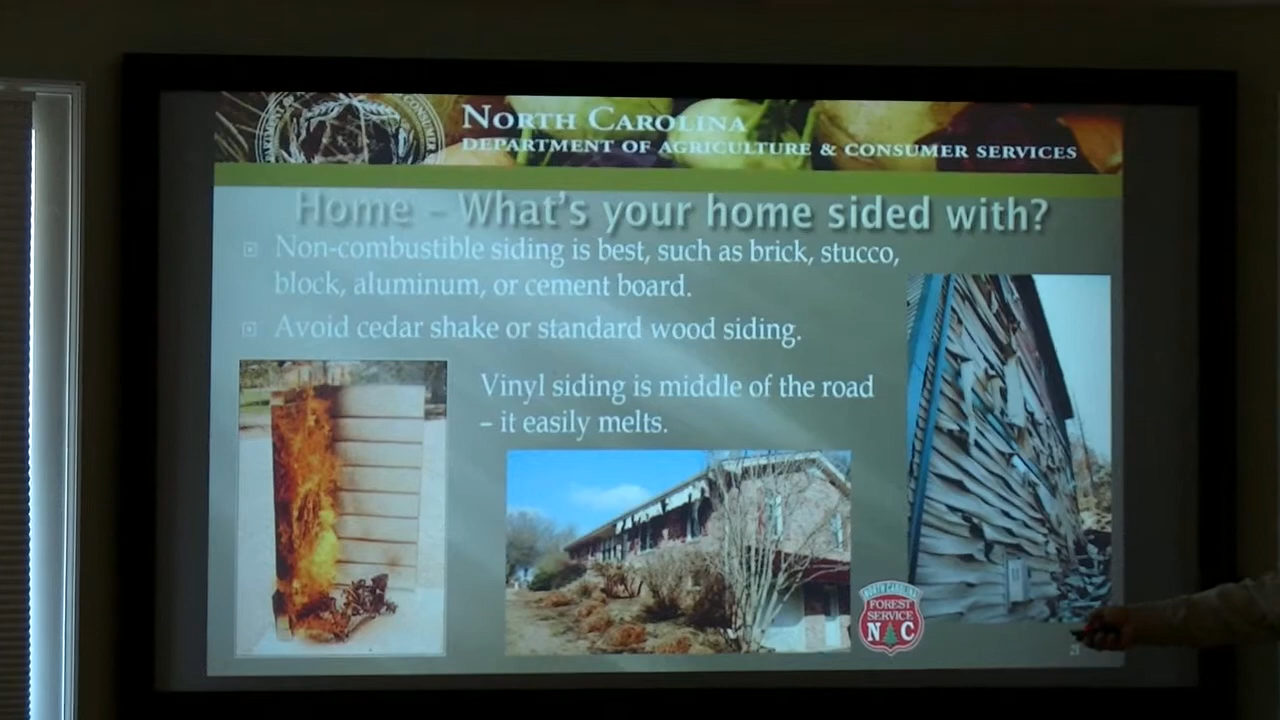 NORTH CAROLINA
DEPARTMENT OF AGRICULTURE & CONSUMER SERVICES
Home – What's your home sided with?
Non-combustible siding is best, such as brick, stucco,
block, aluminum, or cement board.
Avoid cedar shake or standard wood siding.
Vinyl siding is middle of the road
– it easily melts.
NORTH CAROLINA
FOREST
SERVICE
N C